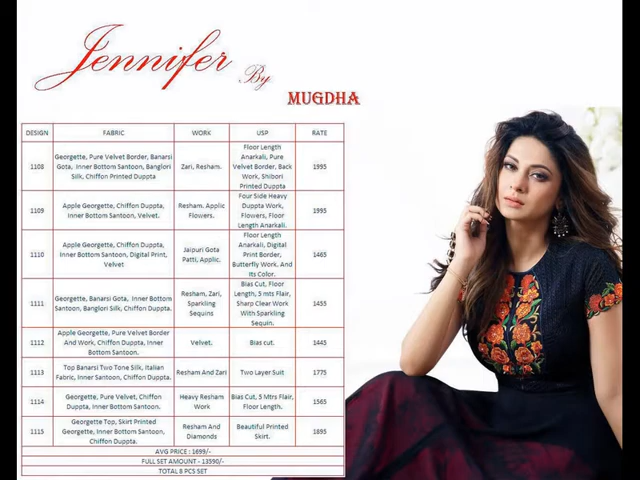 Jennifer By
MUGDHA
DESIGN FABRIC WORK USP RATE
1108
Georgette, Pure Velvet Border, Banarsi
Gota, Inner Bottom Santoon, Banglori
Silk, Chiffon Printed Duppta
Zari, Resham.
Floor Length
Anarkali, Pure
Velvet Border, Back
Work, Shibori
Printed Duppta
1995
1109
Apple Georgette, Chiffon Duppta,
Inner Bottom Santoon, Velvet.
Resham. Applic
Flowers.
Four Side Heavy
Duppta Work,
Flowers, Floor
Length Anarkali.
1995
1110
Apple Georgette, Chiffon Duppta,
Inner Bottom Santoon, Digital Print,
Velvet
Jaipuri Gota
Patti, Applic.
Floor Length
Anarkali, Digital
Print Border,
Butterfly Work. And
Its Color.
1465
1111
Georgette, Banarsi Gota, Inner Bottom
Santoon, Banglori Silk, Chiffon Duppta.
Resham, Zari,
Sparkling
Sequins
Bias Cut, Floor
Length, 5 mts Flair,
Sharp Clear Work
With Sparkling
Sequin.
1455
1112
Apple Georgette, Pure Velvet Border
And Work, Chiffon Duppta, Inner
Bottom Santoon.
Velvet.
Bias cut.
1445
1113
Top Banarsi Two Tone Silk, Italian
Fabric, Inner Santoon, Chiffon Duppta.
Resham And Zari
Two Layer Suit
1775
1114
Georgette, Pure Velvet, Chiffon
Duppta, Inner Bottom Santoon.
Heavy Resham
Work
Bias Cut, 5 Mtrs Flair,
Floor Length.
1565
1115
Georgette Top, Skirt Printed
Georgette, Inner Bottom Santoon,
Chiffon Duppta.
Resham And
Diamonds
Beautiful Printed
Skirt.
1895
AVG PRICE : 1699/-
FULL SET AMOUNT - 13590/-
TOTAL 8 PCS SET